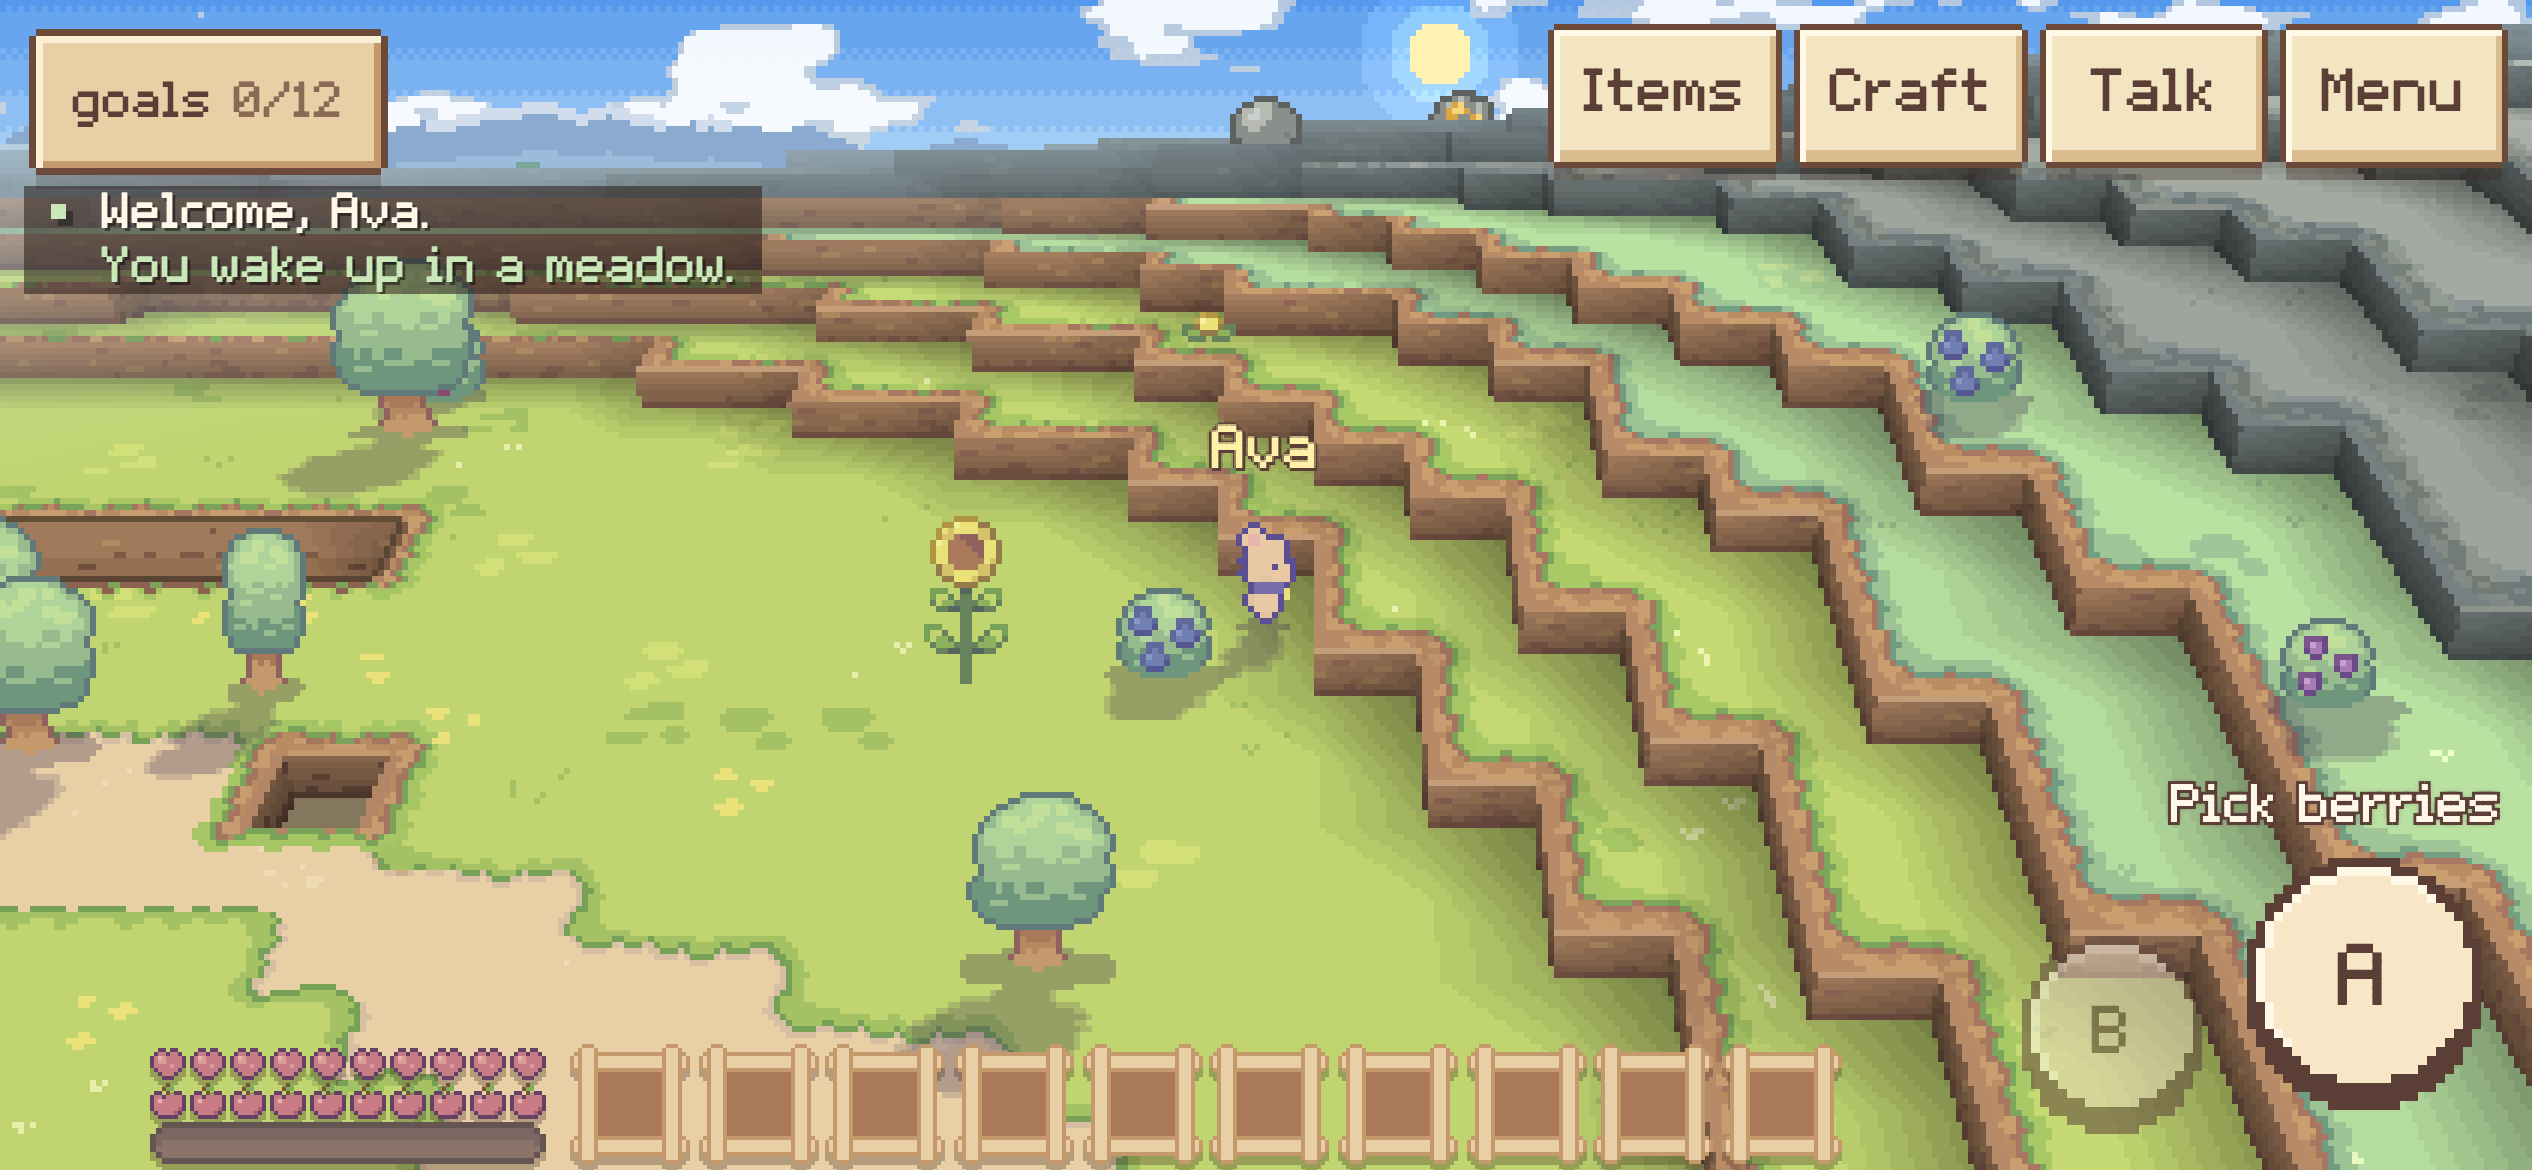 goals 0/12
Items
Craft
Talk
Menu
Welcome, Ava.
You wake up in a meadow.
Ava
Pick berries
A
B